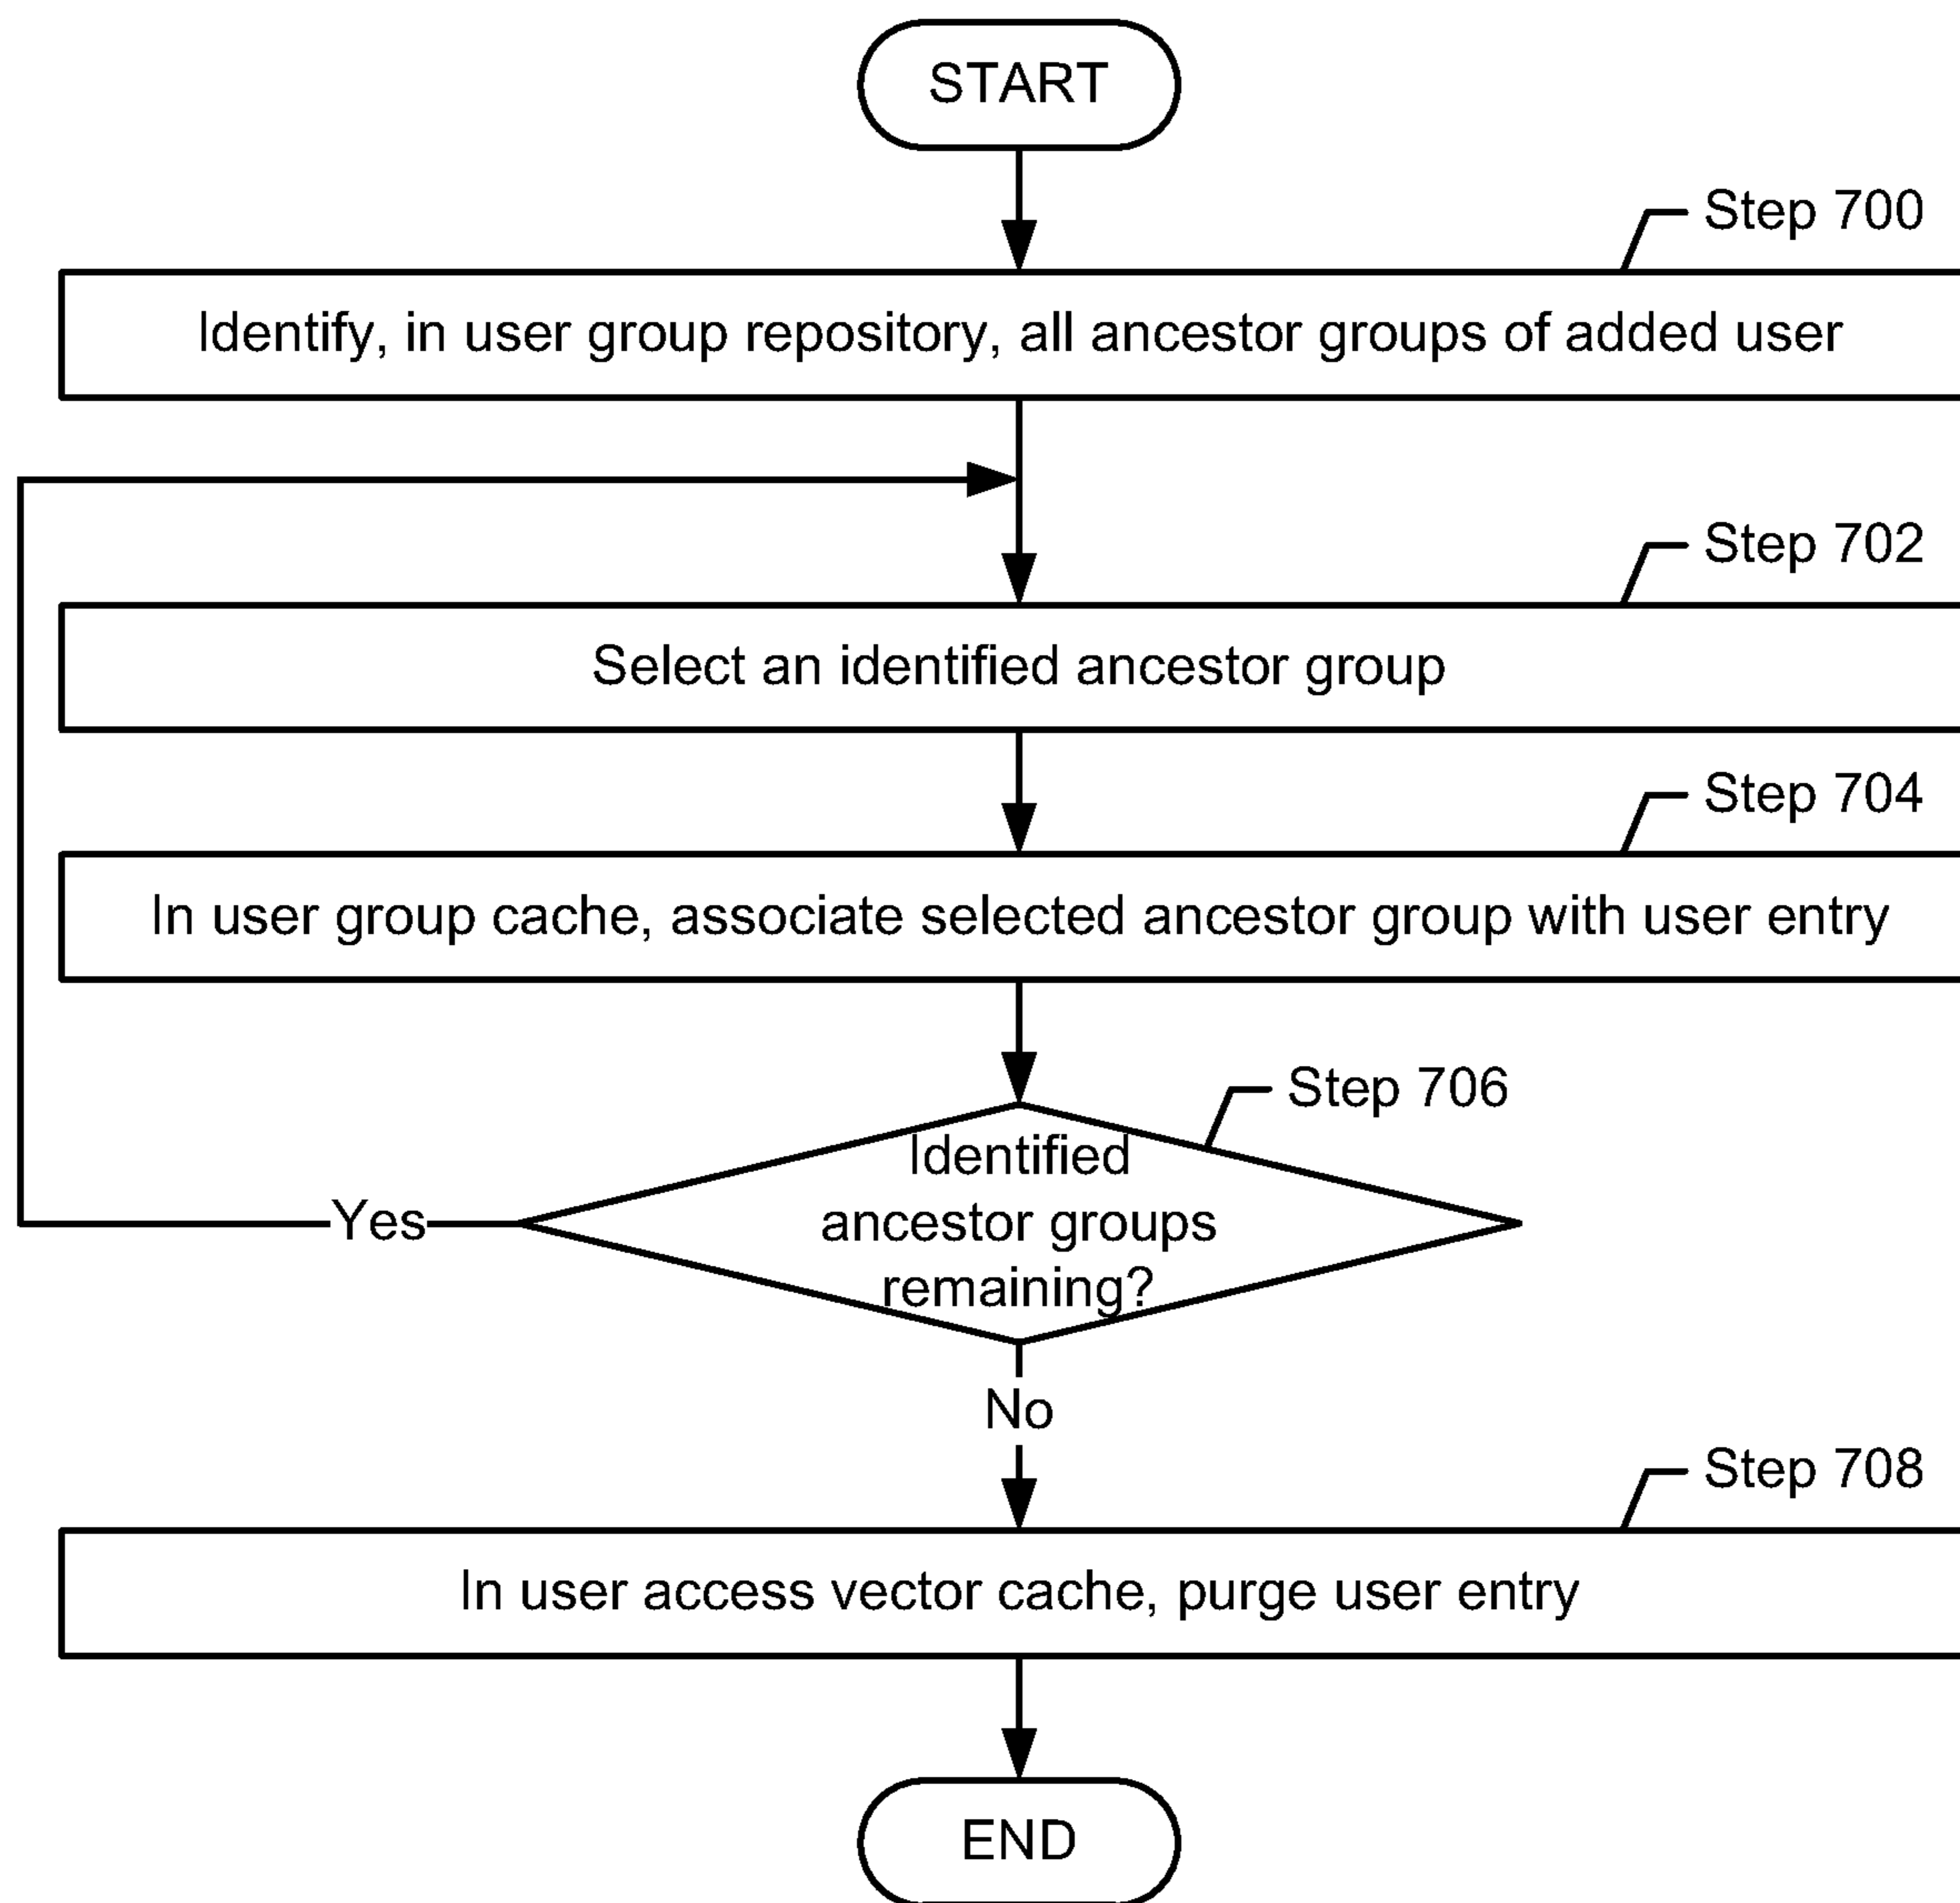 START
Step 700
Identify, in user group repository, all ancestor groups of added user
Step 702
Select an identified ancestor group
Step 704
In user group cache, associate selected ancestor group with user entry
Step 706
Identified
ancestor groups
remaining?
Yes
No
Step 708
In user access vector cache, purge user entry
END